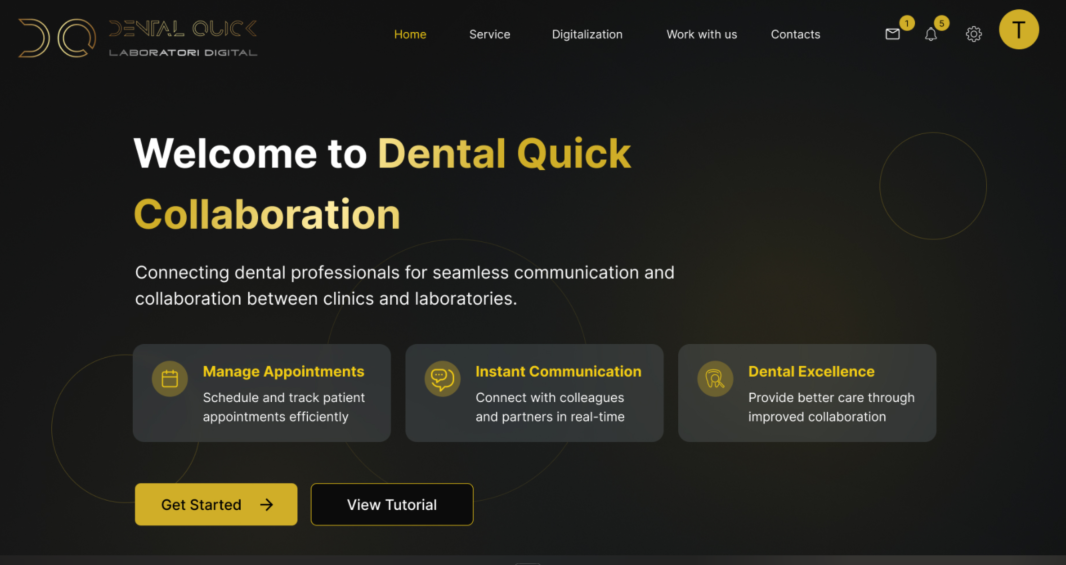 DENTAL QUICK
LABORATORI DIGITAL
Home
Service
Digitalization
Work with us
Contacts
1
5
T
Welcome to Dental Quick
Collaboration
Connecting dental professionals for seamless communication and
collaboration between clinics and laboratories.
Manage Appointments
Schedule and track patient
appointments efficiently
Instant Communication
Connect with colleagues
and partners in real-time
Dental Excellence
Provide better care through
improved collaboration
Get Started
View Tutorial